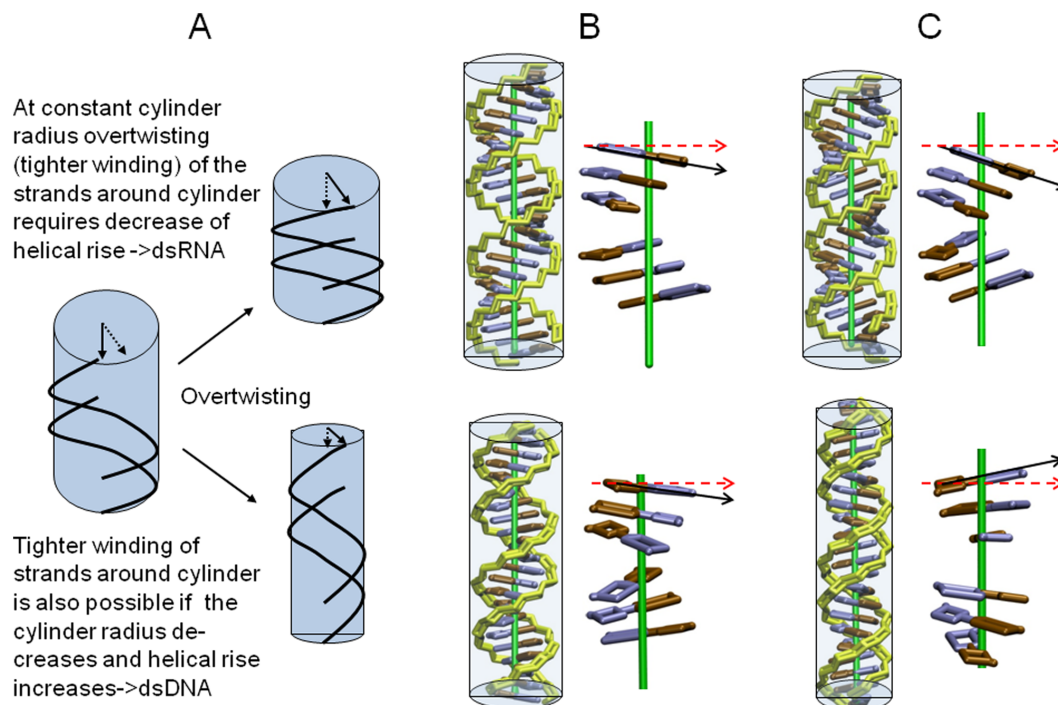 A
B
C
At constant cylinder
radius overtwisting
(tighter winding) of the
strands around cylinder
requires decrease of
helical rise ->dsRNA
Overtwisting
Tighter winding of
strands around cylinder
is also possible if  the
cylinder radius de-
creases and helical rise
increases->dsDNA